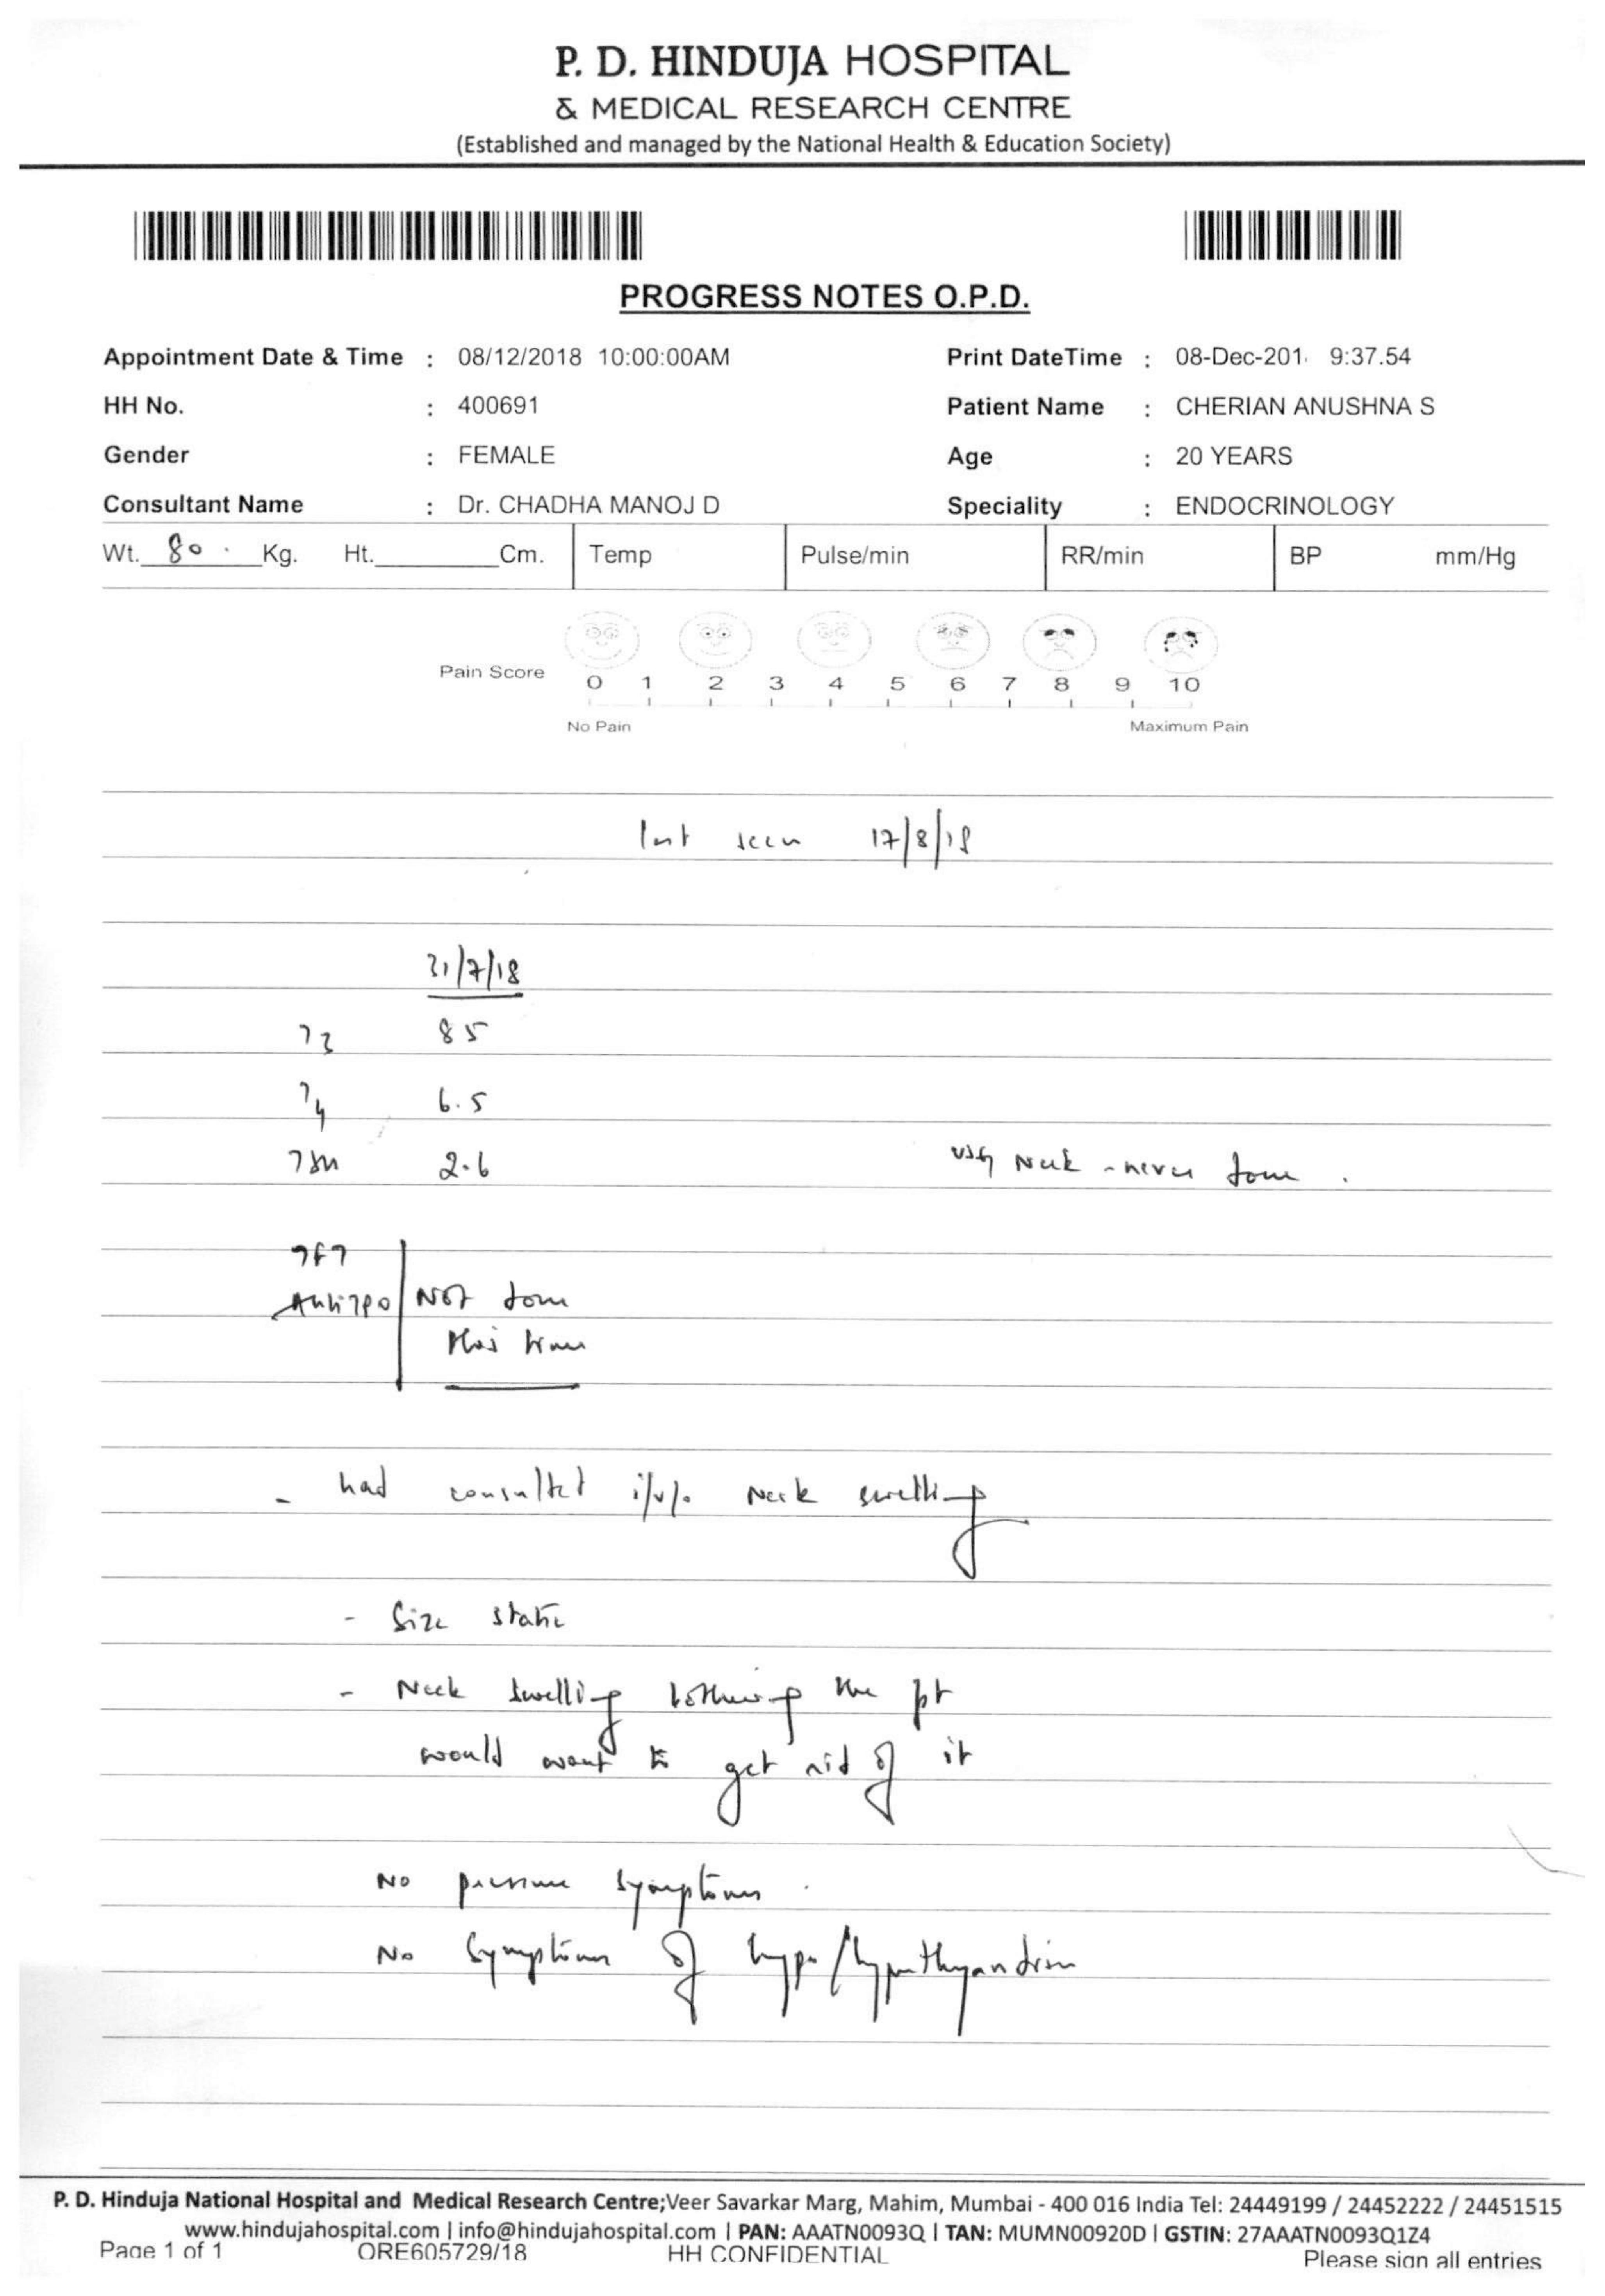 P. D. HINDUJA HOSPITAL
& MEDICAL RESEARCH CENTRE
(Established and managed by the National Health & Education Society)
PROGRESS NOTES O.P.D.
Appointment Date & Time : 08/12/2018 10:00:00AM Print DateTime : 08-Dec-201 9:37.54
HH No. : 400691 Patient Name : CHERIAN ANUSHNA S
Gender : FEMALE Age : 20 YEARS
Consultant Name : Dr. CHADHA MANOJ D Speciality : ENDOCRINOLOGY
Wt. 80 Kg. Ht. Cm. Temp Pulse/min RR/min BP mm/Hg
Pain Score 0 1 2 3 4 5 6 7 8 9 10
No Pain Maximum Pain
last seen 17/8/18
31/7/18
T3 85
T4 6.5
TSH 2.6 USG Neck - never done.
TFT
Anti TPO Not done
this time
- had consulted i/v/o Neck swelling
- Size static
- Neck swelling bothering the pt
would want to get rid of it
No pressure symptoms.
No symptoms of hypo/hyperthyroidism
P. D. Hinduja National Hospital and Medical Research Centre;Veer Savarkar Marg, Mahim, Mumbai - 400 016 India Tel: 24449199 / 24452222 / 24451515
www.hindujahospital.com | info@hindujahospital.com | PAN: AAATN0093Q | TAN: MUMN00920D | GSTIN: 27AAATN0093Q1Z4
Page 1 of 1 ORE605729/18 HH CONFIDENTIAL Please sign all entries